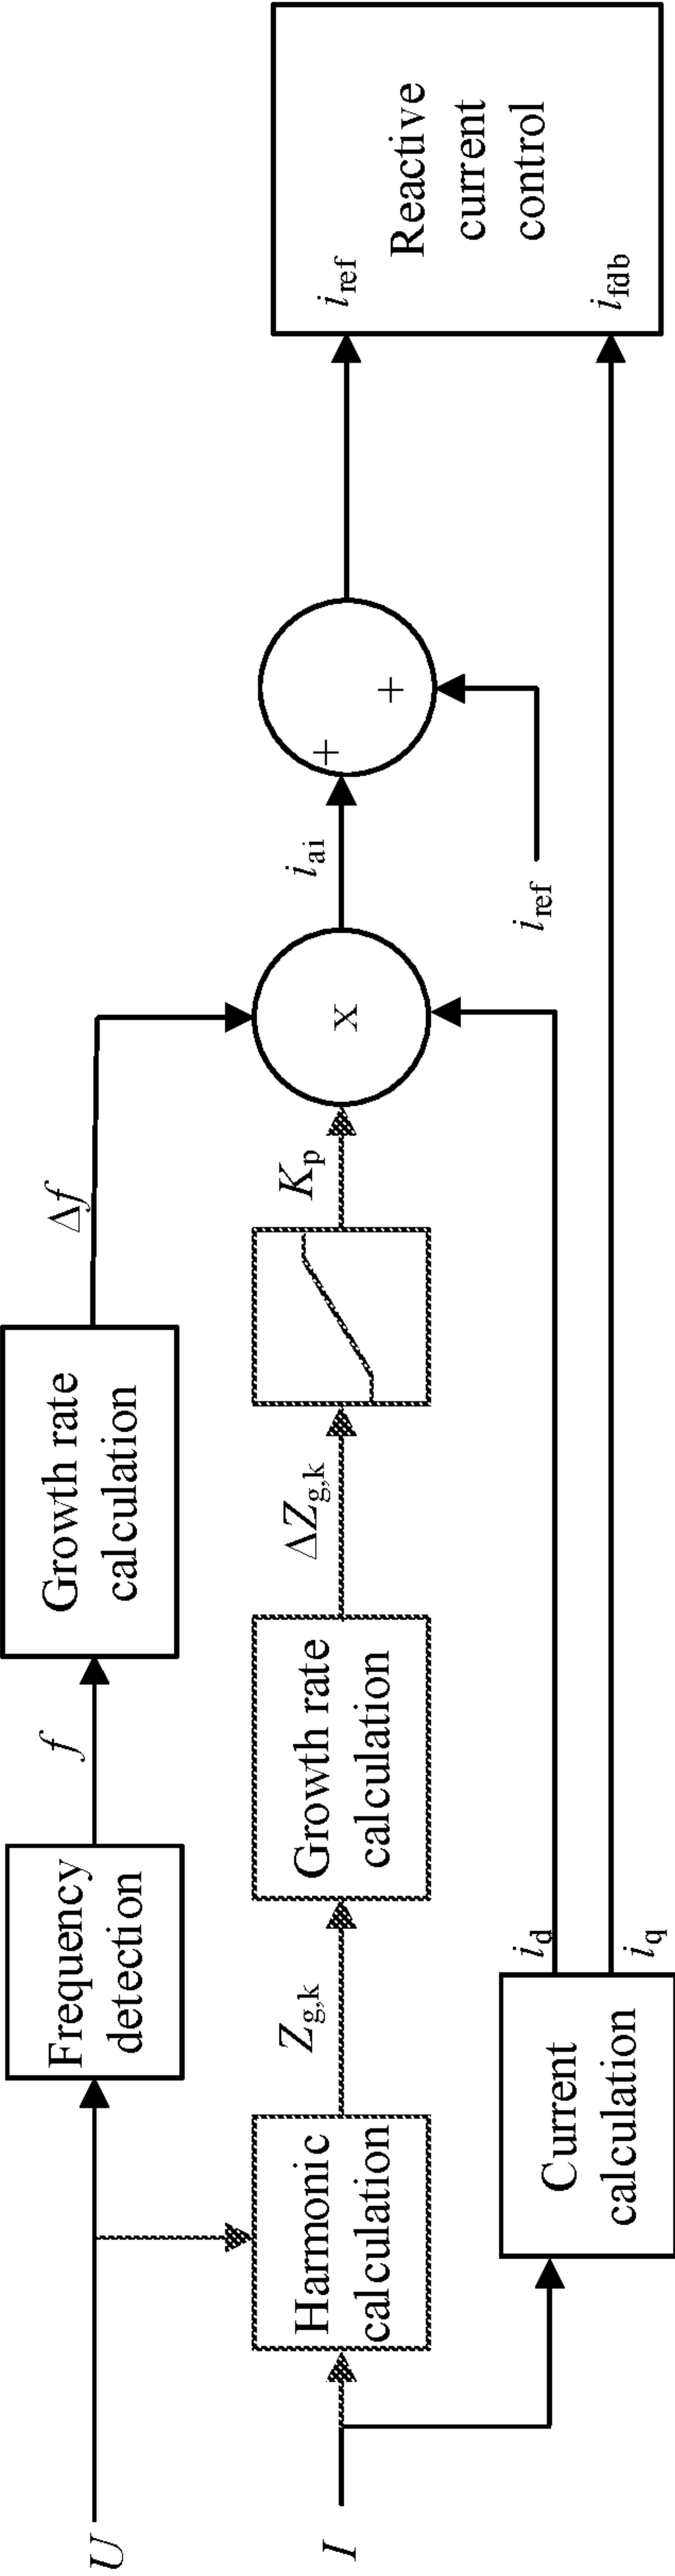 U
Frequency
detection
f
Growth rate
calculation
Δf
I
Harmonic
calculation
Z_g,k
Growth rate
calculation
ΔZ_g,k
K_p
X
i_ai
+
+
i_ref
i_ref
Reactive
current
control
i_fdb
Current
calculation
i_d
i_q